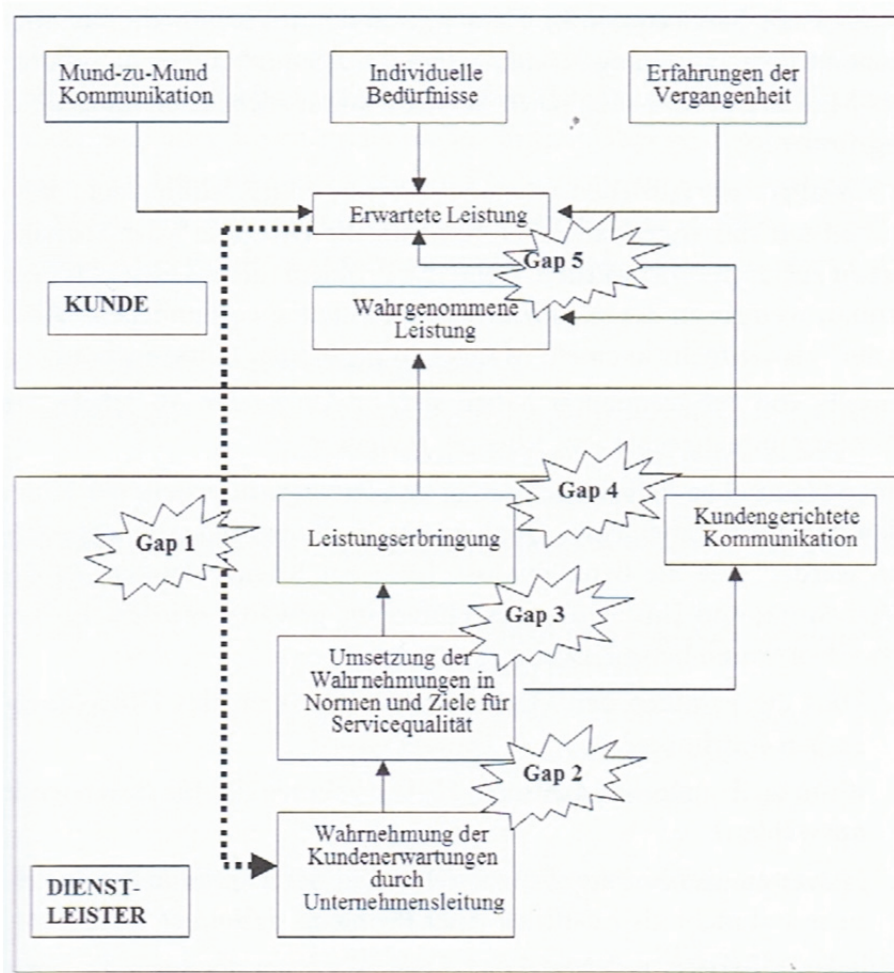 Mund-zu-Mund
Kommunikation
Individuelle
Bedürfnisse
Erfahrungen der
Vergangenheit
Erwartete Leistung
Gap 5
KUNDE
Wahrgenommene
Leistung
Gap 4
Gap 1
Leistungserbringung
Kundengerichtete
Kommunikation
Gap 3
Umsetzung der
Wahrnehmungen in
Normen und Ziele für
Servicequalität
Gap 2
Wahrnehmung der
Kundenerwartungen
durch
Unternehmensleitung
DIENST-
LEISTER